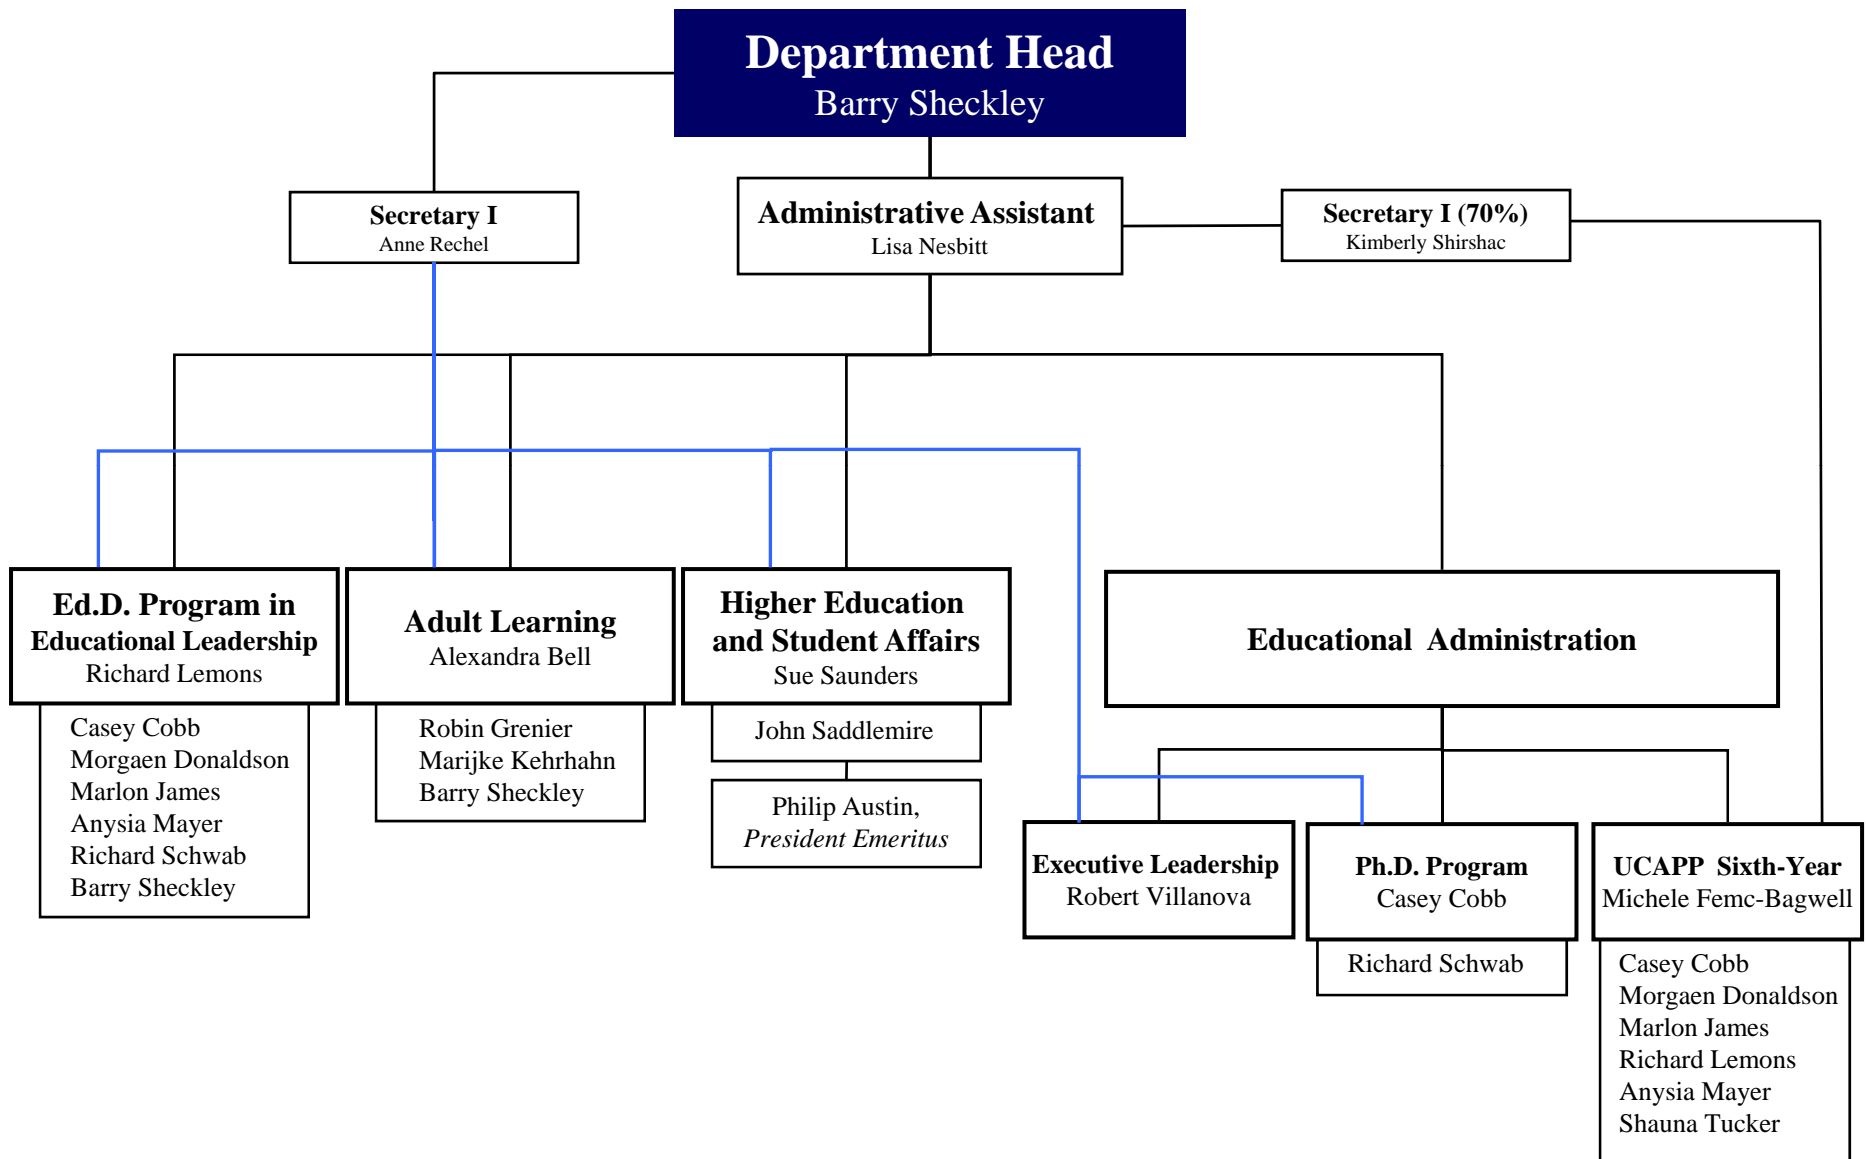 Department Head
Barry Sheckley
Secretary I
Anne Rechel
Administrative Assistant
Lisa Nesbitt
Secretary I (70%)
Kimberly Shirshac
Ed.D. Program in
Educational Leadership
Richard Lemons
Casey Cobb
Morgaen Donaldson
Marlon James
Anysia Mayer
Richard Schwab
Barry Sheckley
Adult Learning
Alexandra Bell
Robin Grenier
Marijke Kehrhahn
Barry Sheckley
Higher Education
and Student Affairs
Sue Saunders
John Saddlemire
Philip Austin,
President Emeritus
Educational Administration
Executive Leadership
Robert Villanova
Ph.D. Program
Casey Cobb
Richard Schwab
UCAPP Sixth-Year
Michele Femc-Bagwell
Casey Cobb
Morgaen Donaldson
Marlon James
Richard Lemons
Anysia Mayer
Shauna Tucker